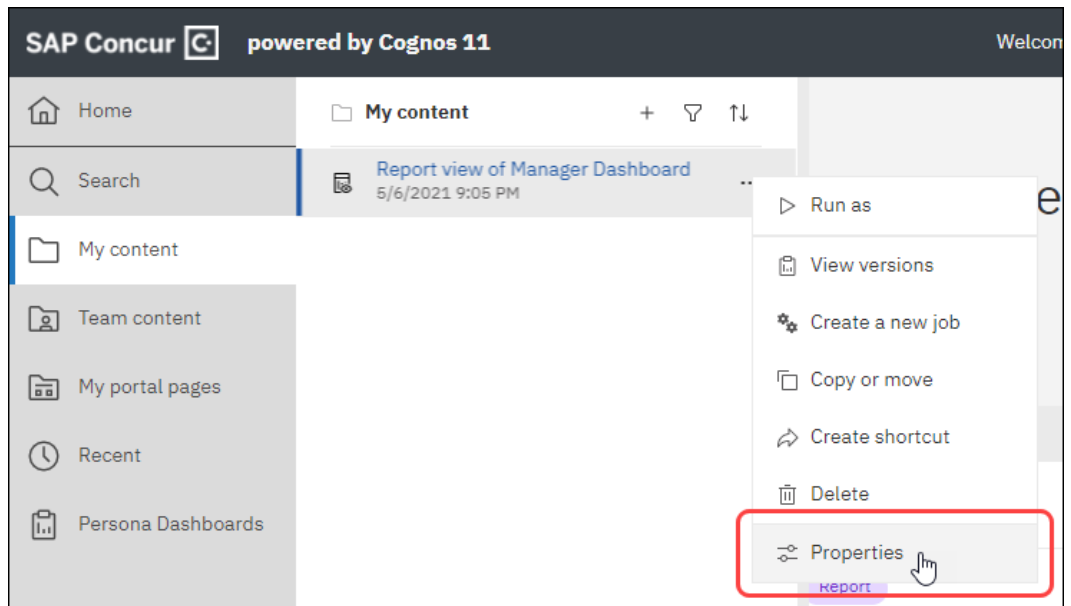 SAP Concur C powered by Cognos 11 Welcom
Home
My content
Search
Report view of Manager Dashboard
5/6/2021 9:05 PM
Run as
My content
View versions
Team content
Create a new job
My portal pages
Copy or move
Recent
Create shortcut
Persona Dashboards
Delete
Properties
Report